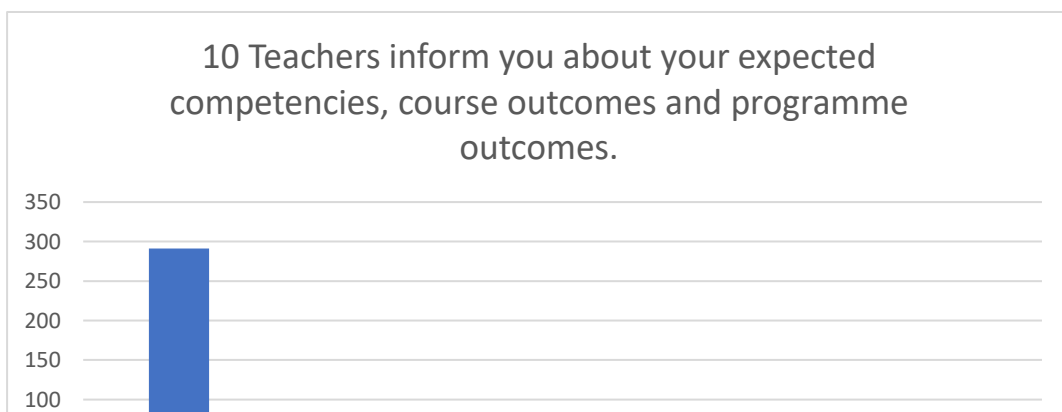 10 Teachers inform you about your expected
competencies, course outcomes and programme
outcomes.
350
300
250
200
150
100